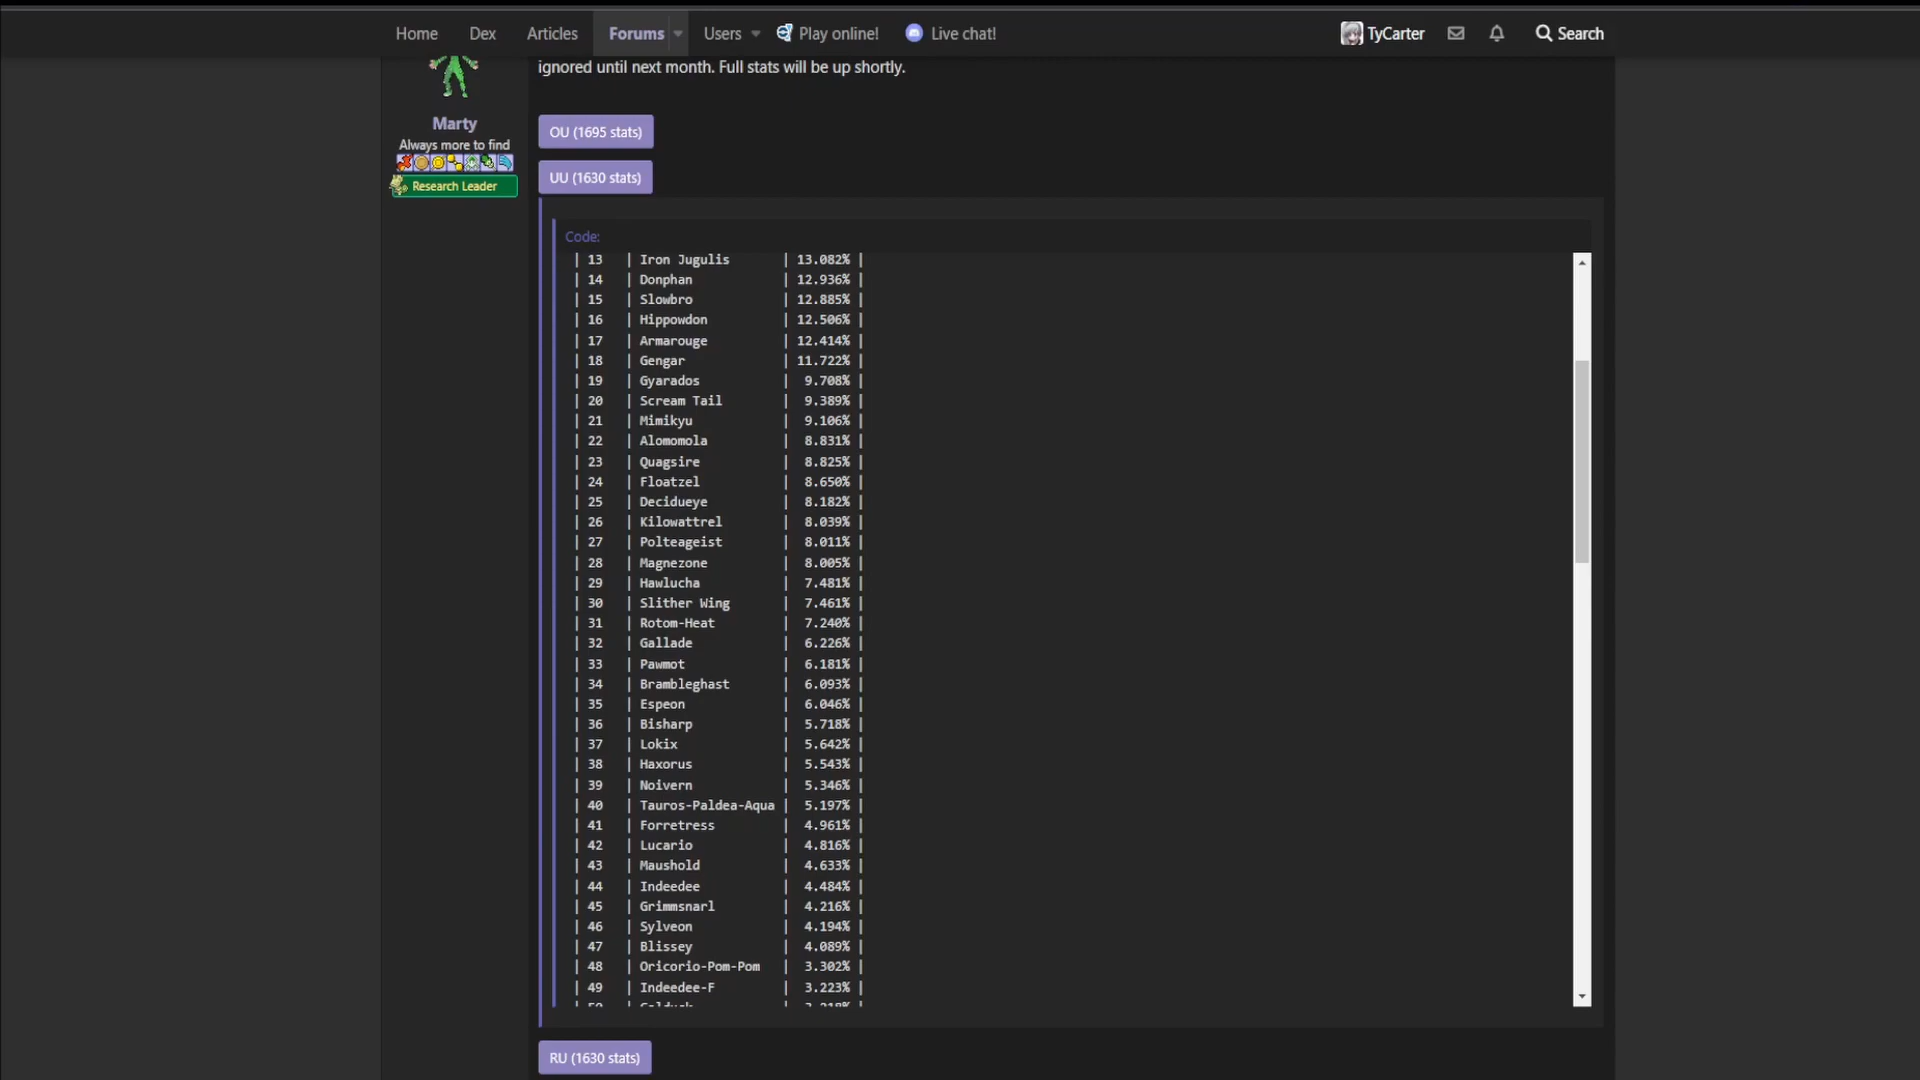 Home Dex Articles Forums Users Play online! Live chat! TyCarter Search
ignored until next month. Full stats will be up shortly.
Marty
Always more to find
Research Leader
OU (1695 stats)
UU (1630 stats)
Code:
| 13 | Iron Jugulis | 13.082% |
| 14 | Donphan | 12.936% |
| 15 | Slowbro | 12.885% |
| 16 | Hippowdon | 12.506% |
| 17 | Armarouge | 12.414% |
| 18 | Gengar | 11.722% |
| 19 | Gyarados | 9.708% |
| 20 | Scream Tail | 9.389% |
| 21 | Mimikyu | 9.106% |
| 22 | Alomomola | 8.831% |
| 23 | Quagsire | 8.825% |
| 24 | Floatzel | 8.650% |
| 25 | Decidueye | 8.182% |
| 26 | Kilowattrel | 8.039% |
| 27 | Polteageist | 8.011% |
| 28 | Magnezone | 8.005% |
| 29 | Hawlucha | 7.481% |
| 30 | Slither Wing | 7.461% |
| 31 | Rotom-Heat | 7.240% |
| 32 | Gallade | 6.226% |
| 33 | Pawmot | 6.181% |
| 34 | Brambleghast | 6.093% |
| 35 | Espeon | 6.046% |
| 36 | Bisharp | 5.718% |
| 37 | Lokix | 5.642% |
| 38 | Haxorus | 5.543% |
| 39 | Noivern | 5.346% |
| 40 | Tauros-Paldea-Aqua | 5.197% |
| 41 | Forretress | 4.961% |
| 42 | Lucario | 4.816% |
| 43 | Maushold | 4.633% |
| 44 | Indeedee | 4.484% |
| 45 | Grimmsnarl | 4.216% |
| 46 | Sylveon | 4.194% |
| 47 | Blissey | 4.089% |
| 48 | Oricorio-Pom-Pom | 3.302% |
| 49 | Indeedee-F | 3.223% |
RU (1630 stats)